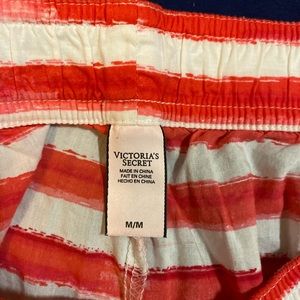 VICTORIA'S
SECRET
MADE IN CHINA
FAIT EN CHINE
HECHO EN CHINA
M/M